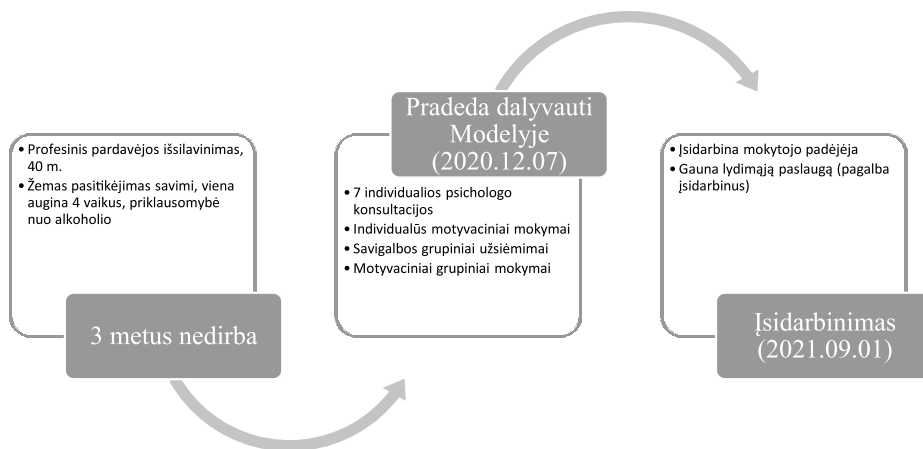 • Profesinis pardavėjos išsilavinimas,
40 m.
• Žemas pasitikėjimas savimi, viena
augina 4 vaikus, priklausomybė
nuo alkoholio
3 metus nedirba
Pradeda dalyvauti
Modelyje
(2020.12.07)
• 7 individualios psichologo
konsultacijos
• Individualūs motyvaciniai mokymai
• Savigalbos grupiniai užsiėmimai
• Motyvaciniai grupiniai mokymai
• Įsidarbina mokytojo padėjėja
• Gauna lydimąją paslaugą (pagalba
įsidarbinus)
Įsidarbinimas
(2021.09.01)